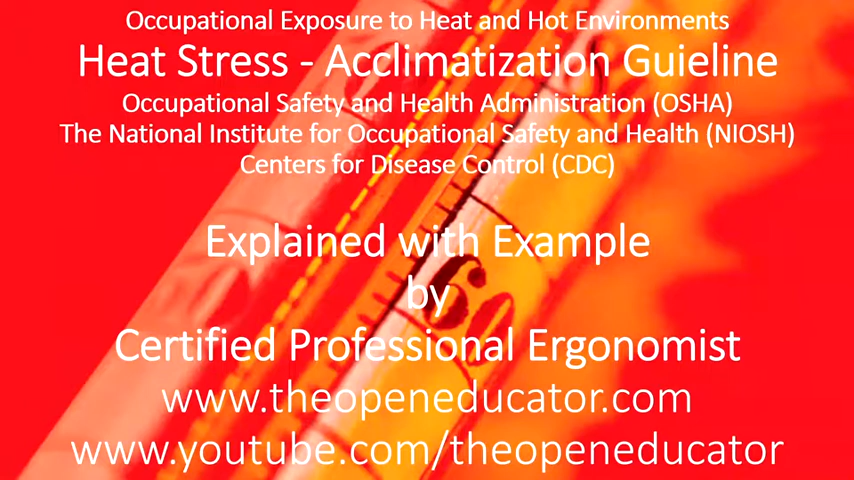 Occupational Exposure to Heat and Hot Environments
Heat Stress - Acclimatization Guieline
Occupational Safety and Health Administration (OSHA)
The National Institute for Occupational Safety and Health (NIOSH)
Centers for Disease Control (CDC)
Explained with Example
by
Certified Professional Ergonomist
www.theopeneducator.com
www.youtube.com/theopeneducator
60